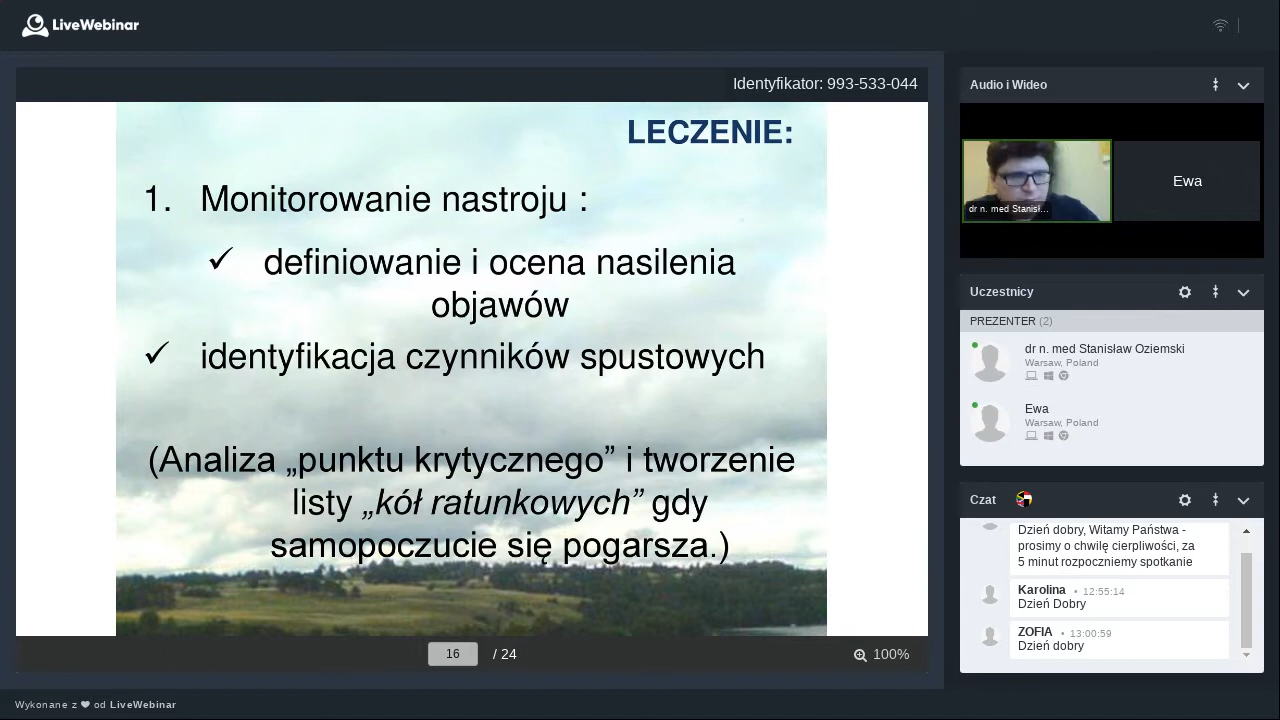 LiveWebinar
Identyfikator: 993-533-044
LECZENIE:
1. Monitorowanie nastroju :
✓ definiowanie i ocena nasilenia
objawów
✓ identyfikacja czynników spustowych
(Analiza „punktu krytycznego” i tworzenie
listy „kół ratunkowych” gdy
samopoczucie się pogarsza.)
16 / 24
100%
Audio i Wideo
dr n. med Stanisł...
Ewa
Uczestnicy
PREZENTER (2)
dr n. med Stanisław Oziemski
Warsaw, Poland
Ewa
Warsaw, Poland
Czat
Dzień dobry, Witamy Państwa -
prosimy o chwilę cierpliwości, za
5 minut rozpoczniemy spotkanie
Karolina • 12:55:14
Dzień Dobry
ZOFIA • 13:00:59
Dzień dobry
Wykonane z ❤ od LiveWebinar